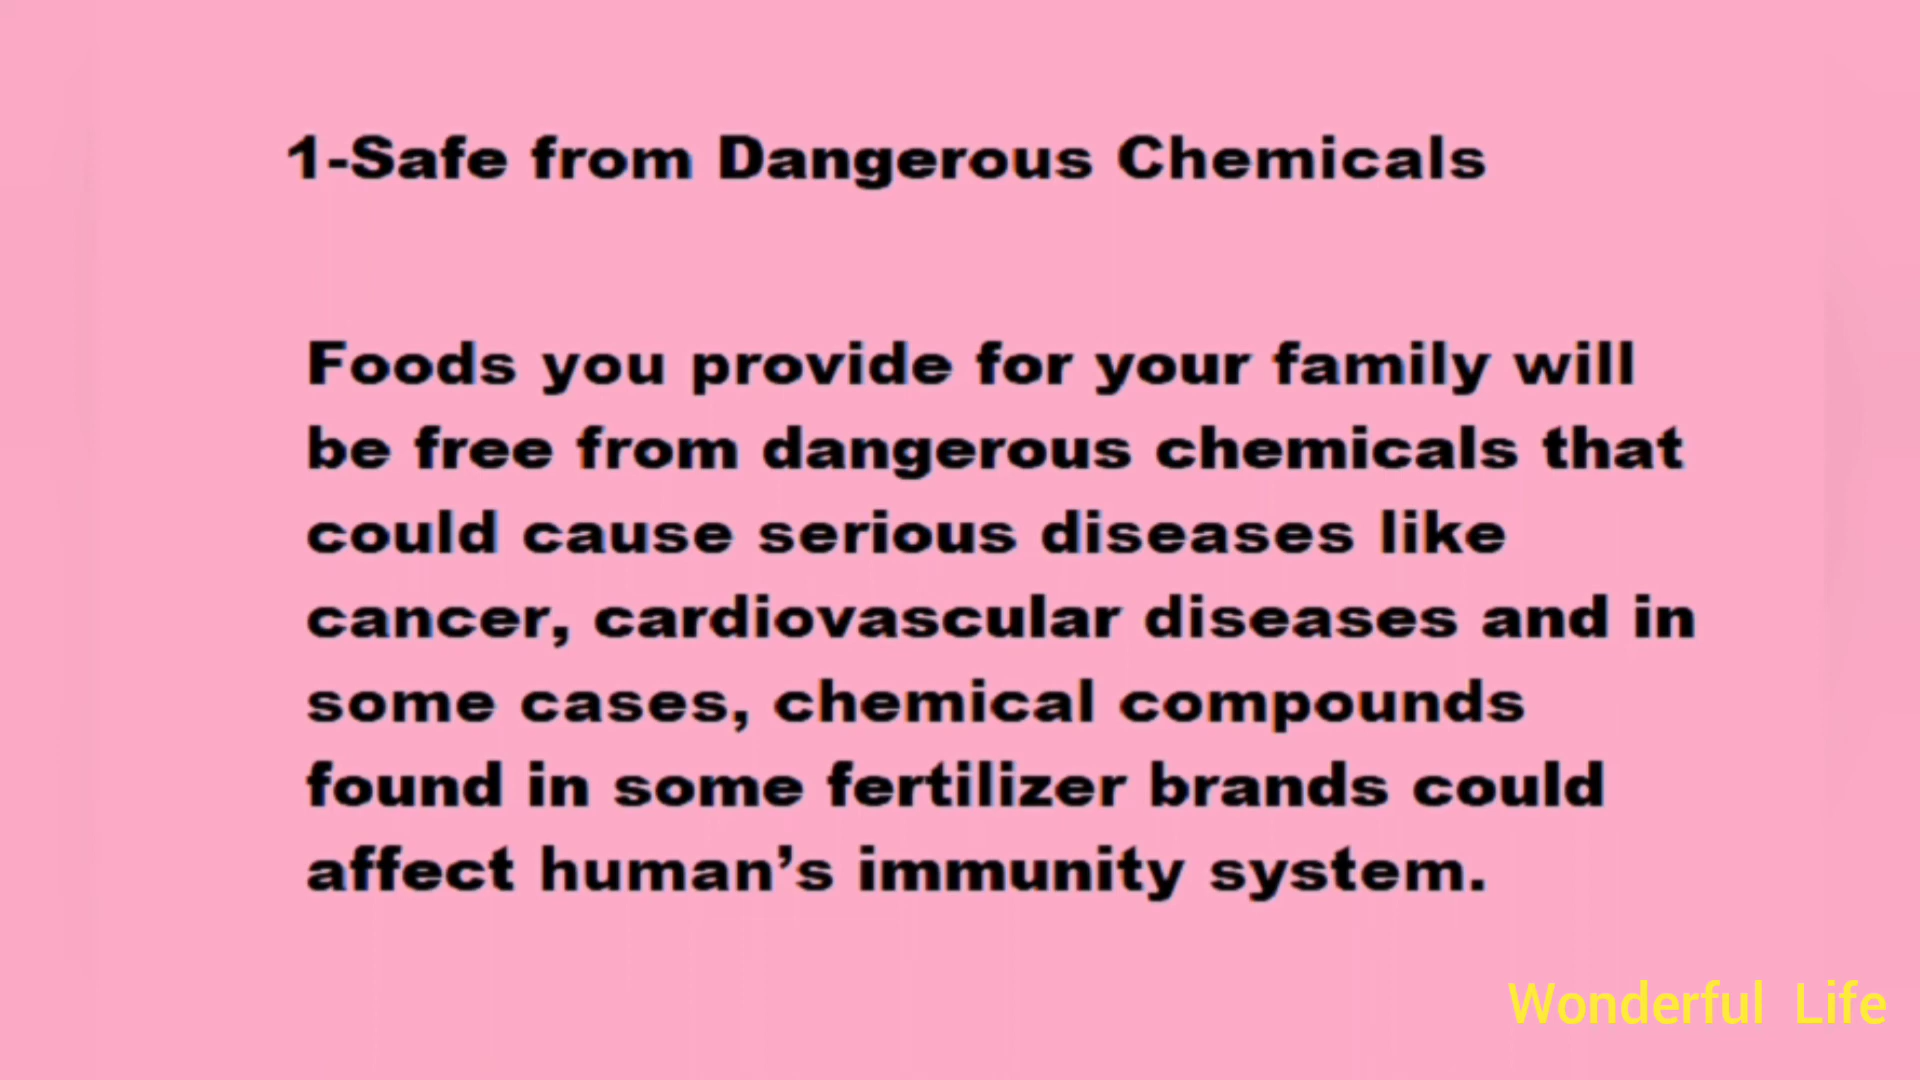 1-Safe from Dangerous Chemicals
Foods you provide for your family will
be free from dangerous chemicals that
could cause serious diseases like
cancer, cardiovascular diseases and in
some cases, chemical compounds
found in some fertilizer brands could
affect human’s immunity system.
Wonderful Life